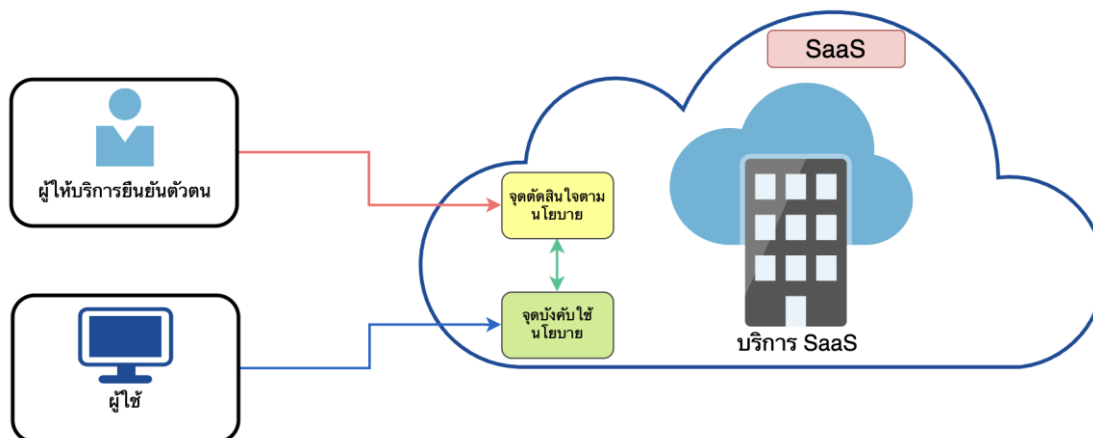 SaaS
ผู้ให้บริการยืนยันตัวตน
จุดตัดสินใจตาม
นโยบาย
จุดบังคับใช้
นโยบาย
บริการ SaaS
ผู้ใช้